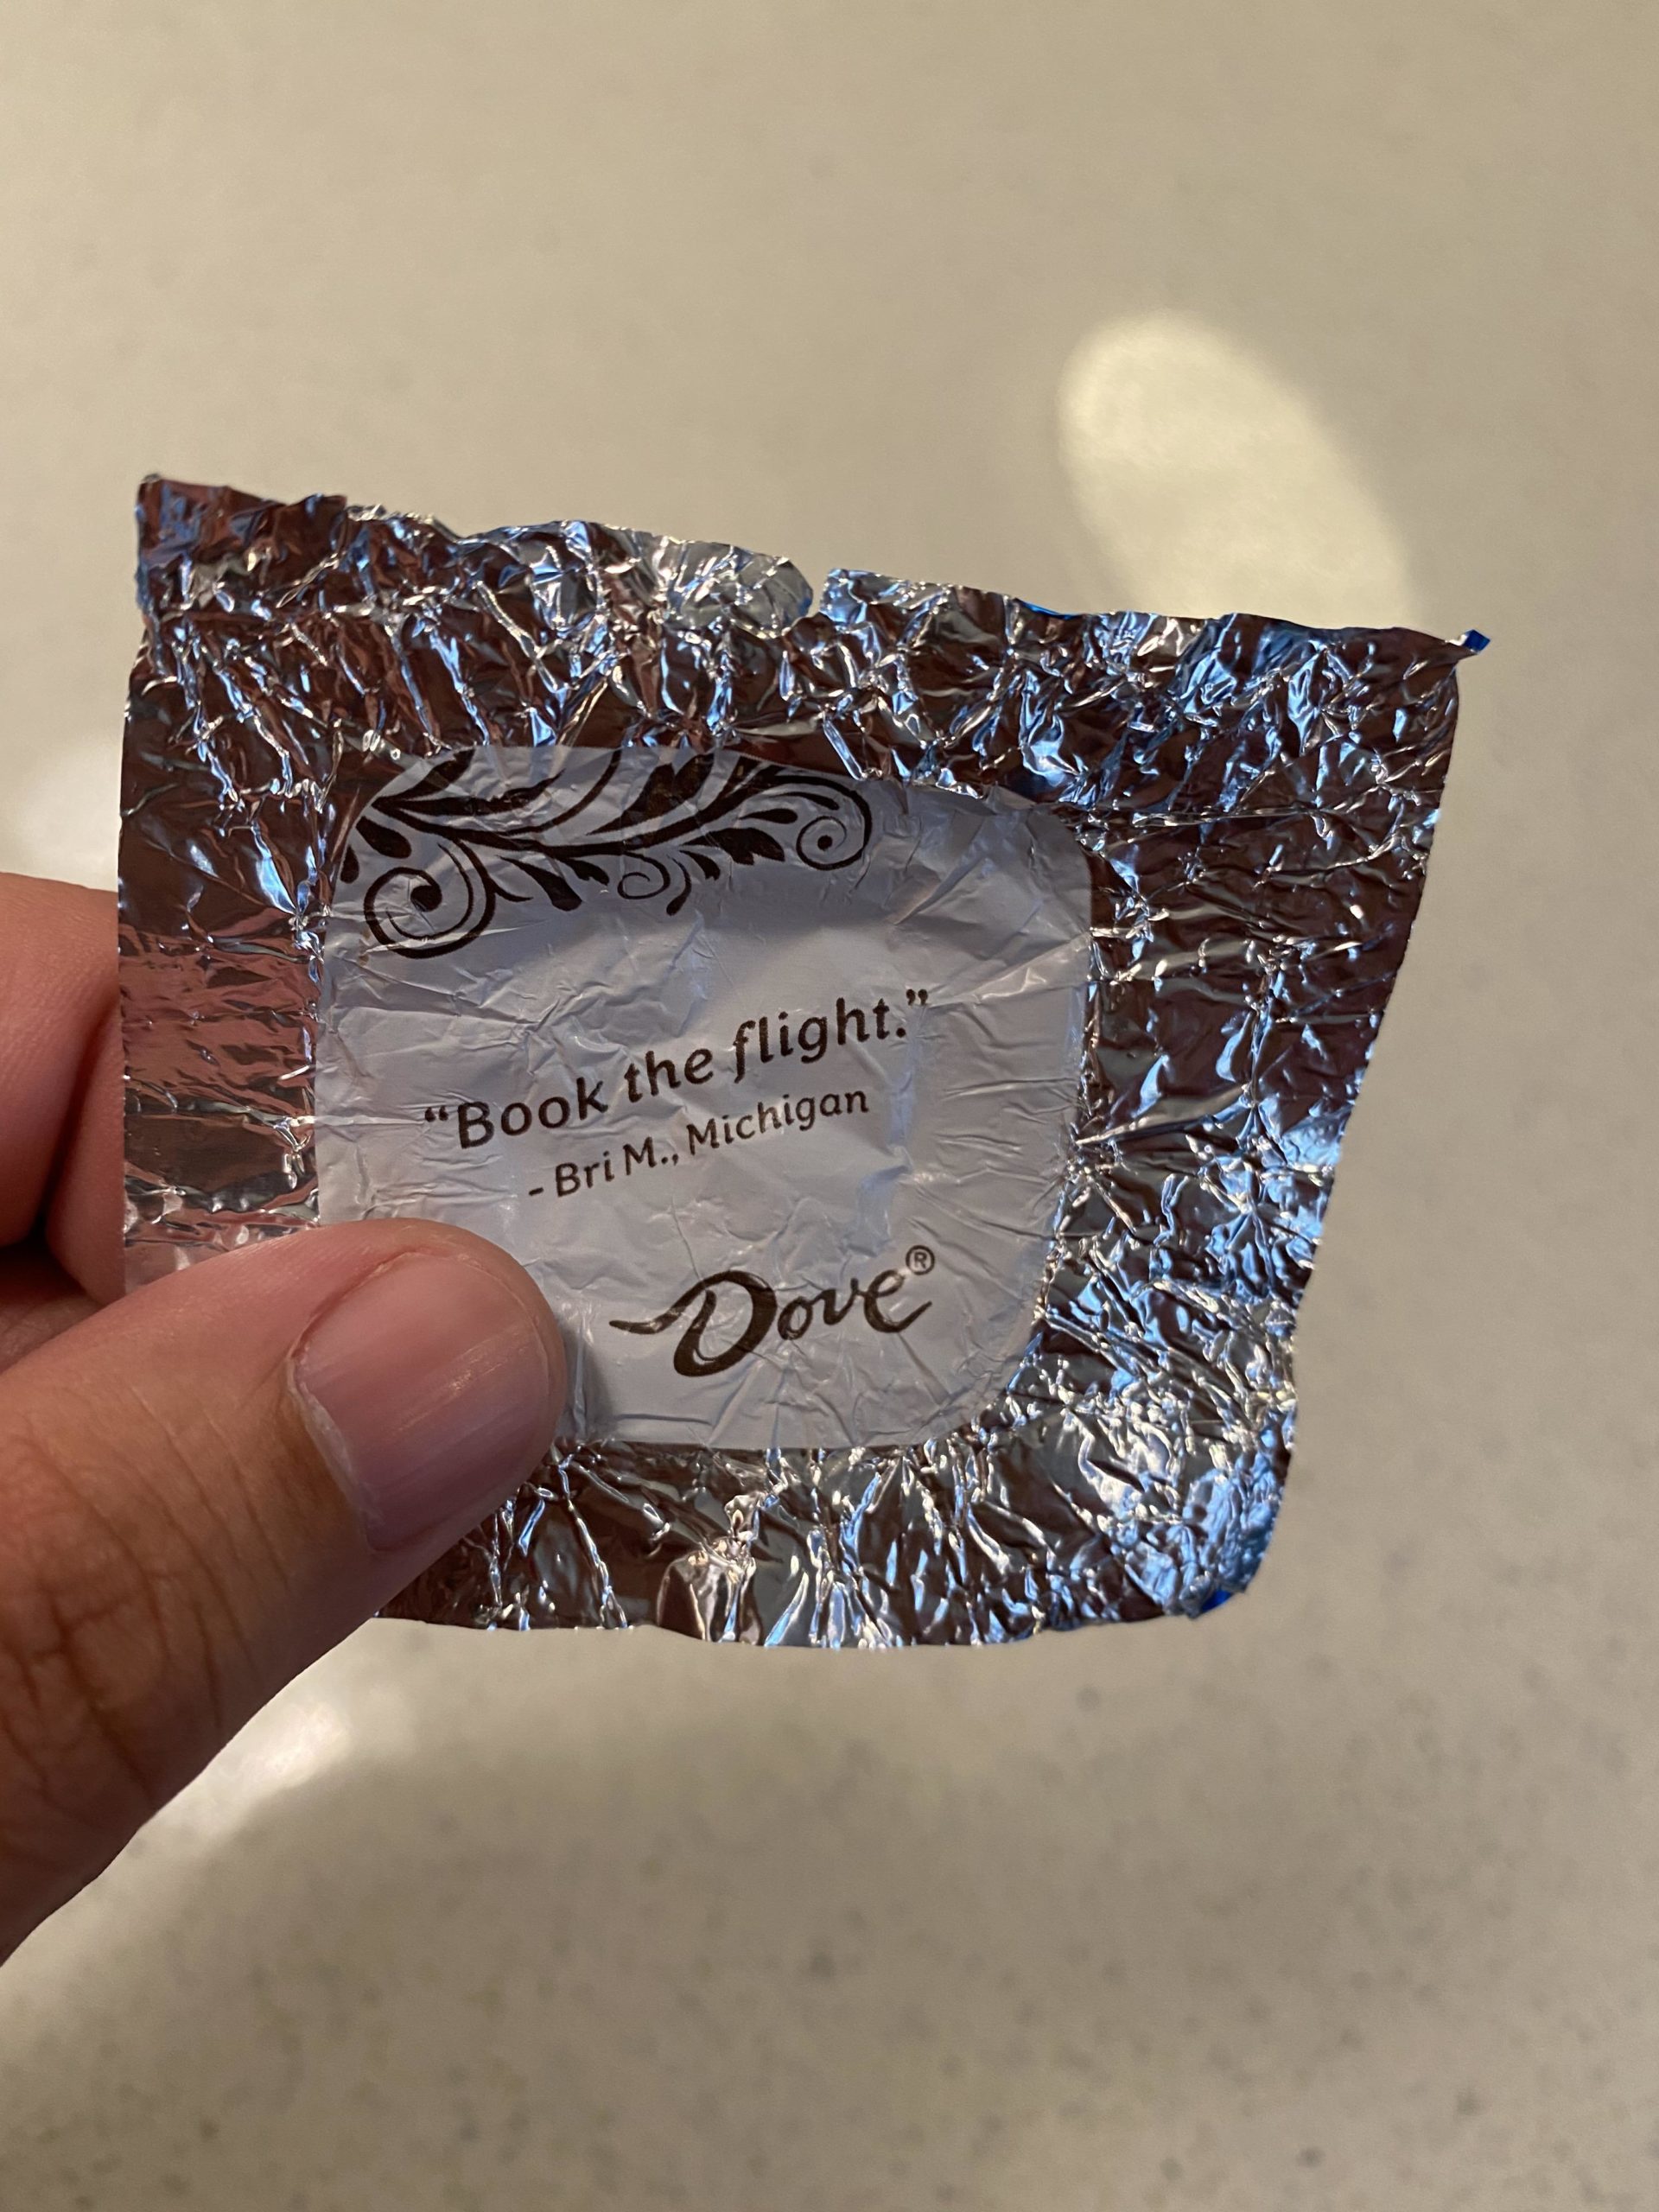 “Book the flight.”
- Bri M., Michigan
Dove®